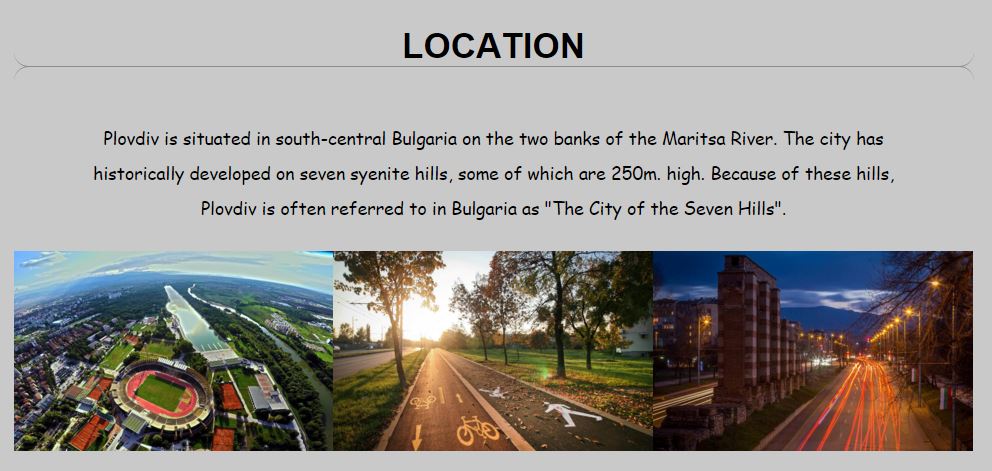 LOCATION
Plovdiv is situated in south-central Bulgaria on the two banks of the Maritsa River. The city has
historically developed on seven syenite hills, some of which are 250m. high. Because of these hills,
Plovdiv is often referred to in Bulgaria as "The City of the Seven Hills".